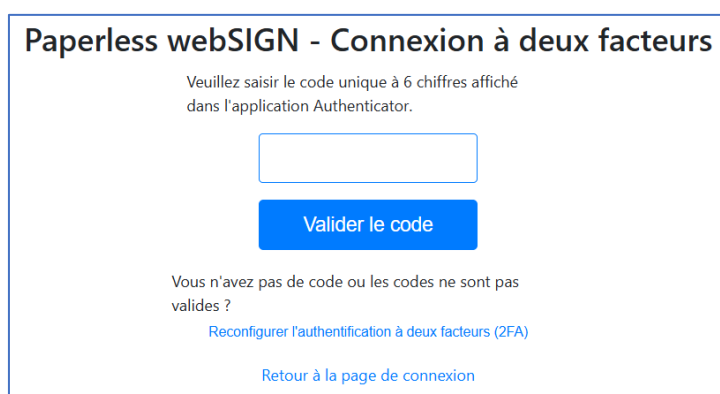 Paperless webSIGN - Connexion à deux facteurs
Veuillez saisir le code unique à 6 chiffres affiché
dans l'application Authenticator.
Valider le code
Vous n'avez pas de code ou les codes ne sont pas
valides ?
Reconfigurer l'authentification à deux facteurs (2FA)
Retour à la page de connexion